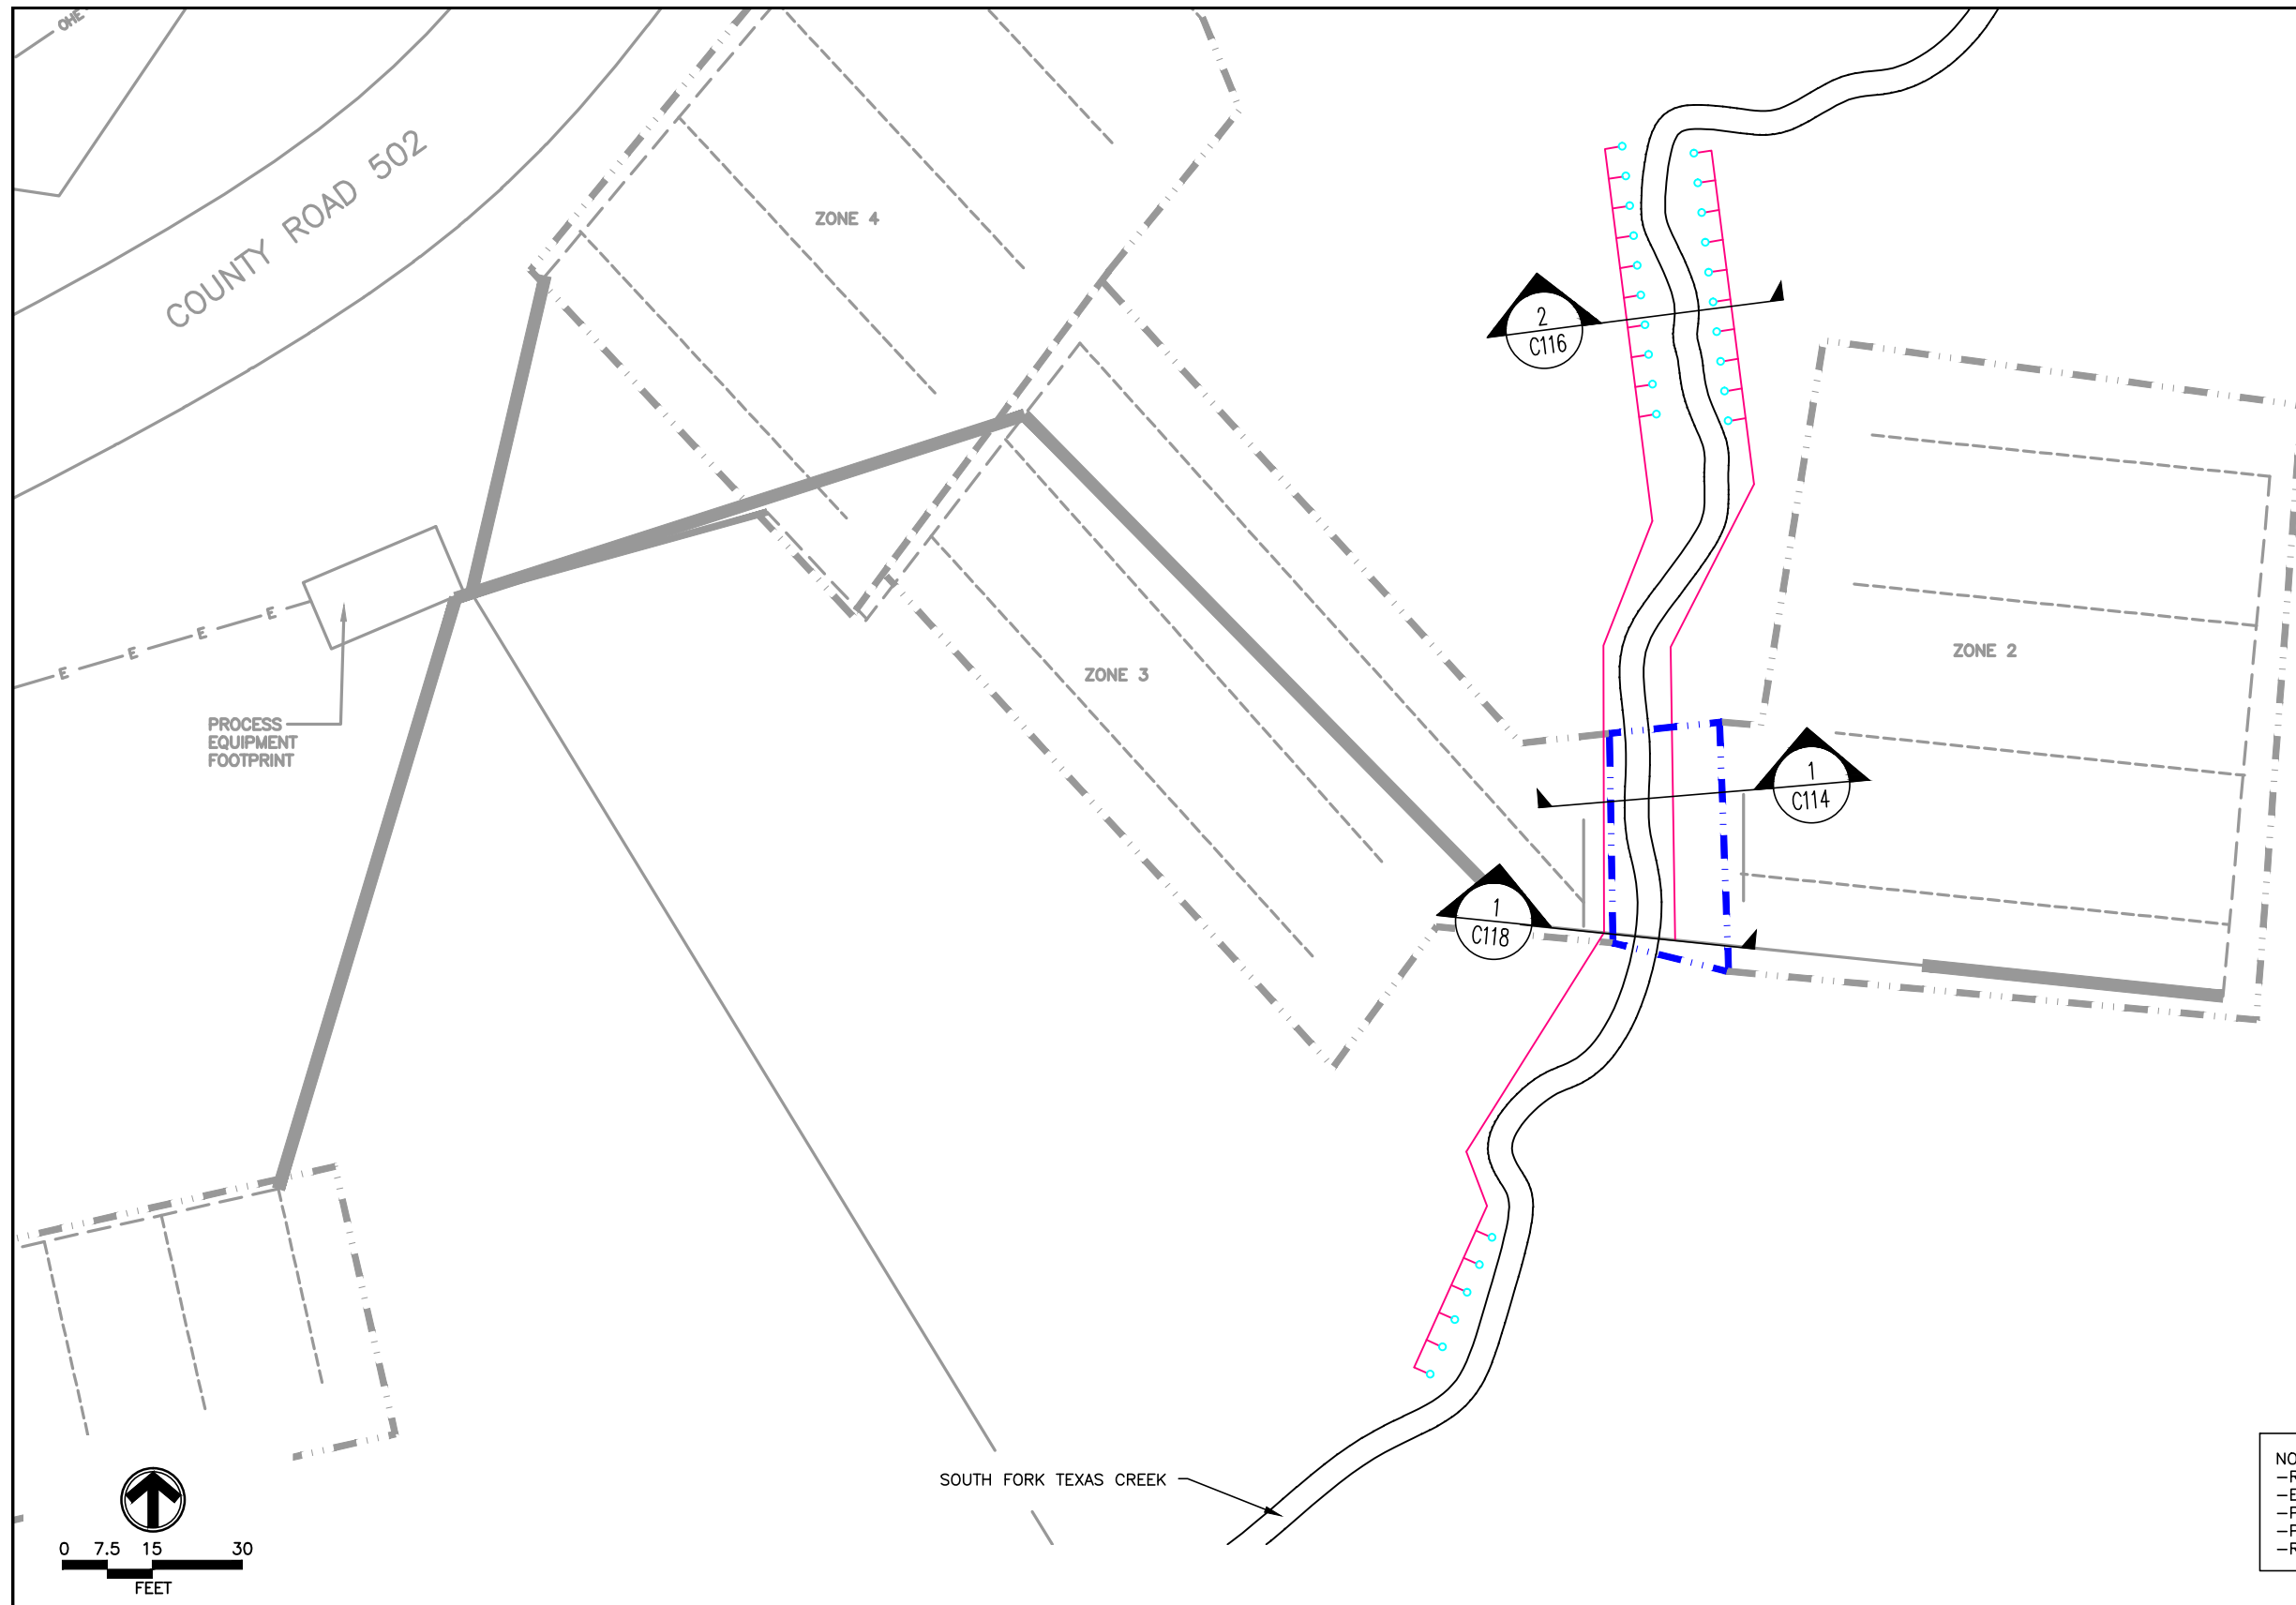 OHE
COUNTY ROAD 502
ZONE 4
2
C116
E E E E
ZONE 3
ZONE 2
PROCESS
EQUIPMENT
FOOTPRINT
1
C114
1
C118
SOUTH FORK TEXAS CREEK
0 7.5 15 30
FEET
NO
-R
-E
-F
-F
-R